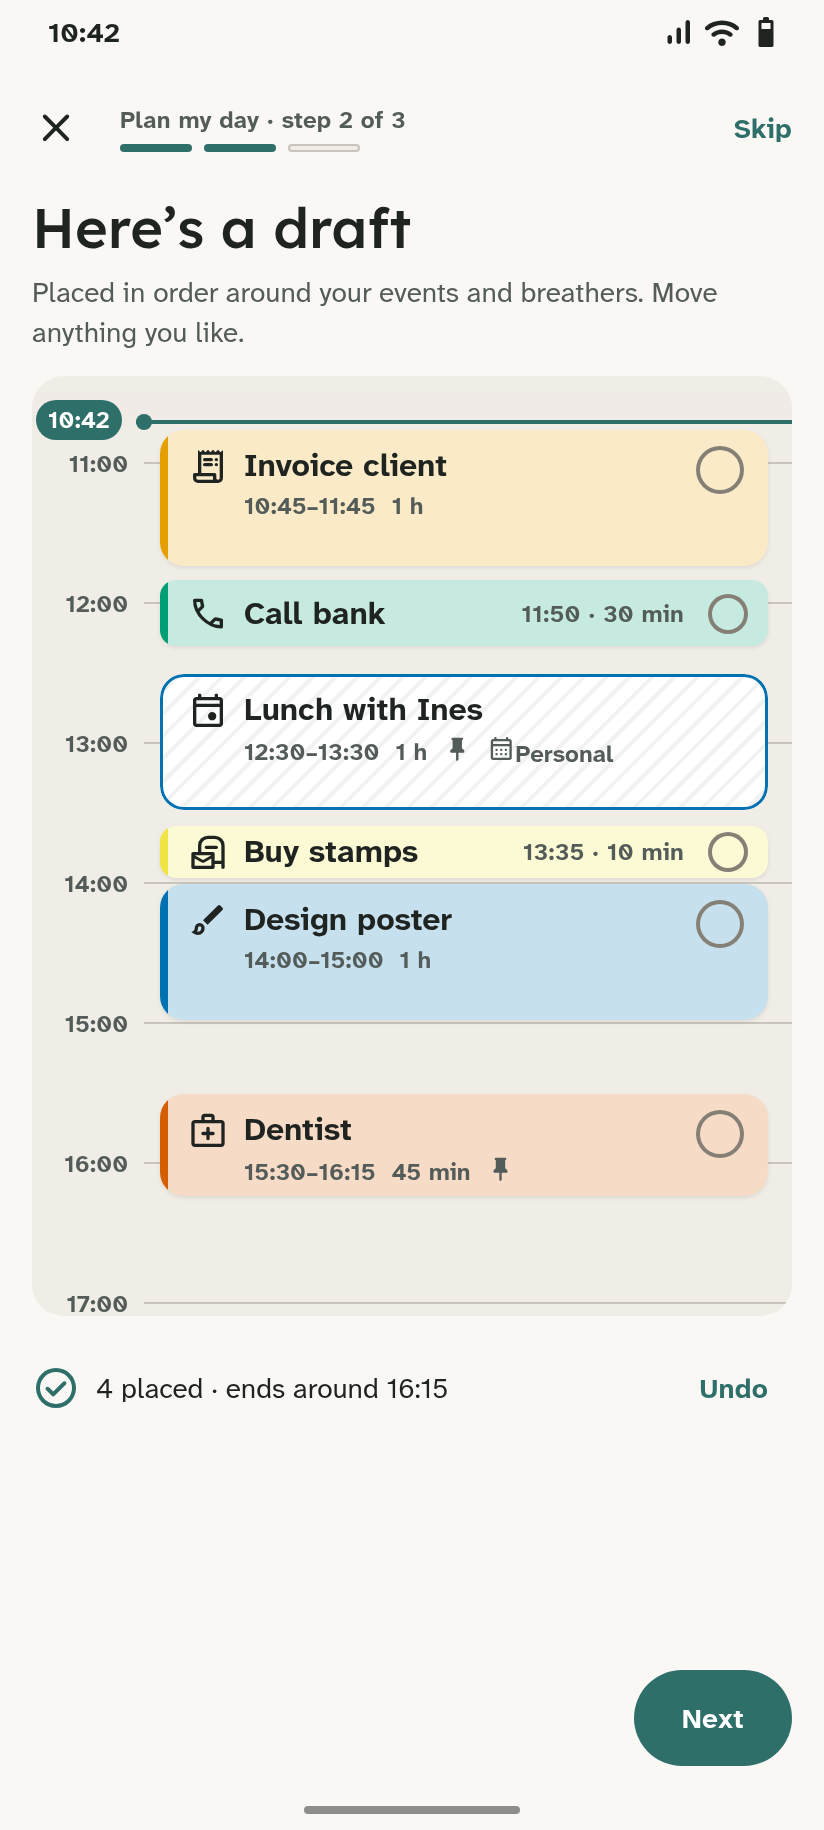 10:42
Plan my day · step 2 of 3
Skip
Here’s a draft
Placed in order around your events and breathers. Move
anything you like.
10:42
11:00
Invoice client
10:45–11:45 1 h
12:00
Call bank
11:50 · 30 min
Lunch with Ines
13:00
12:30–13:30 1 h Personal
Buy stamps
13:35 · 10 min
14:00
Design poster
14:00–15:00 1 h
15:00
Dentist
16:00
15:30–16:15 45 min
17:00
4 placed · ends around 16:15
Undo
Next